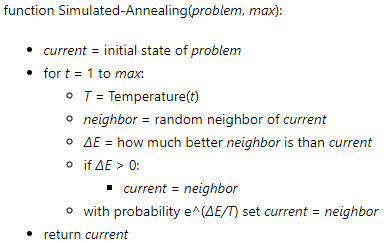 function Simulated-Annealing(problem, max):
• current = initial state of problem
• for t = 1 to max:
○ T = Temperature(t)
○ neighbor = random neighbor of current
○ ΔE = how much better neighbor is than current
○ if ΔE > 0:
▪ current = neighbor
○ with probability e^(ΔE/T) set current = neighbor
• return current